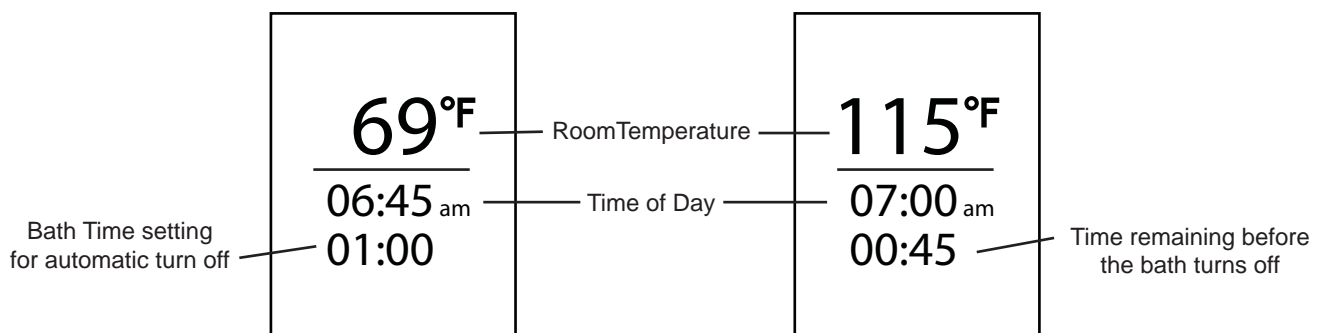 69°F
06:45 am
01:00
RoomTemperature
Time of Day
Bath Time setting
for automatic turn off
115°F
07:00 am
00:45
Time remaining before
the bath turns off